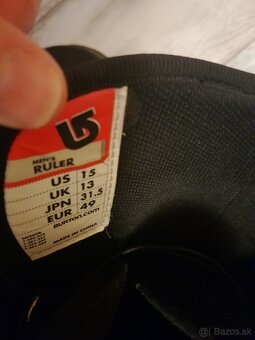 MEN'S
RULER
US 15
UK 13
JPN 31.5
EUR 49
BURTON.COM
MADE IN CHINA
Bazos.sk